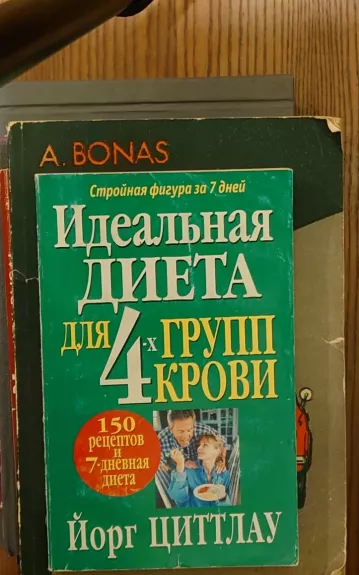 A. BONAS
Стройная фигура за 7 дней
Идеальная
ДИЕТА
для 4-х ГРУПП
КРОВИ
150
рецептов
и
7-дневная
диета
Йорг ЦИТТЛАУ